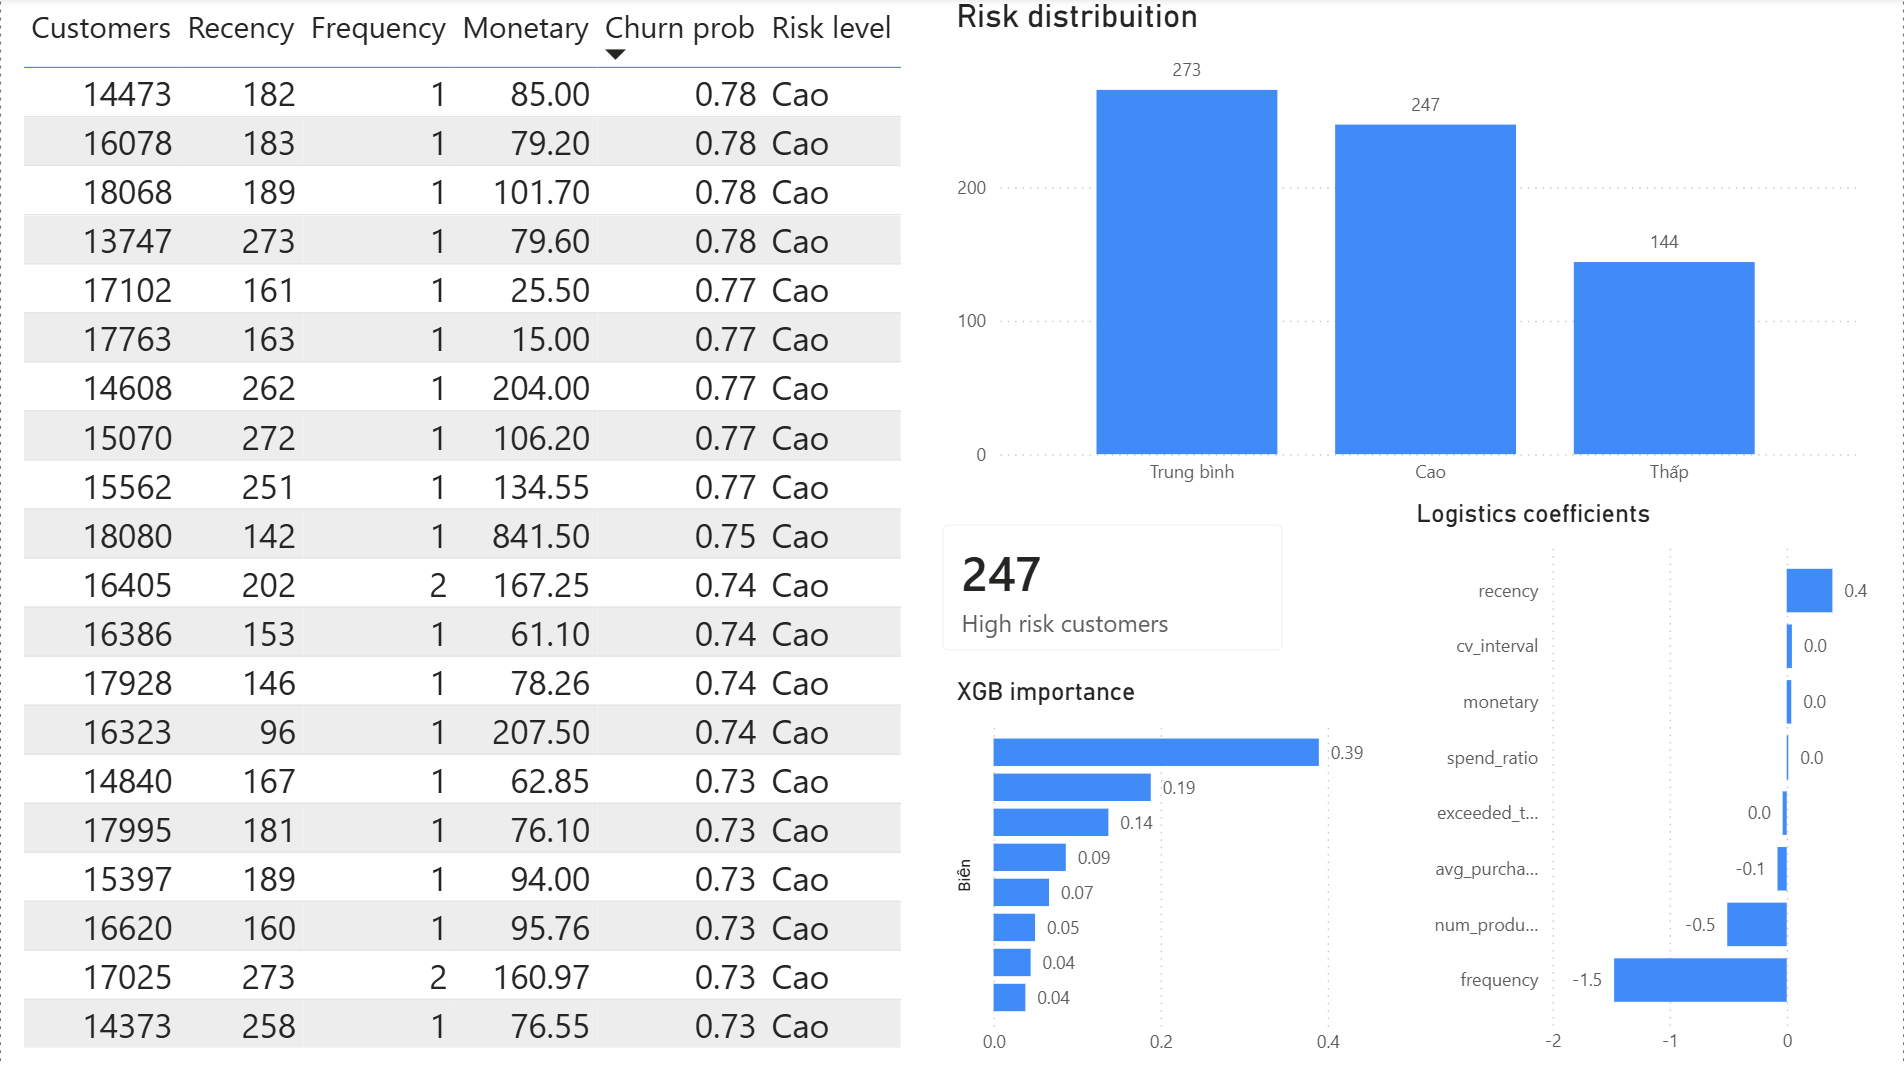 Customers Recency Frequency Monetary Churn prob Risk level
14473 182 1 85.00 0.78 Cao
16078 183 1 79.20 0.78 Cao
18068 189 1 101.70 0.78 Cao
13747 273 1 79.60 0.78 Cao
17102 161 1 25.50 0.77 Cao
17763 163 1 15.00 0.77 Cao
14608 262 1 204.00 0.77 Cao
15070 272 1 106.20 0.77 Cao
15562 251 1 134.55 0.77 Cao
18080 142 1 841.50 0.75 Cao
16405 202 2 167.25 0.74 Cao
16386 153 1 61.10 0.74 Cao
17928 146 1 78.26 0.74 Cao
16323 96 1 207.50 0.74 Cao
14840 167 1 62.85 0.73 Cao
17995 181 1 76.10 0.73 Cao
15397 189 1 94.00 0.73 Cao
16620 160 1 95.76 0.73 Cao
17025 273 2 160.97 0.73 Cao
14373 258 1 76.55 0.73 Cao
Risk distribuition
273
247
144
200
100
0
Trung bình Cao Thấp
247
High risk customers
XGB importance
Biên
0.39
0.19
0.14
0.09
0.07
0.05
0.04
0.04
0.0 0.2 0.4
Logistics coefficients
recency 0.4
cv_interval 0.0
monetary 0.0
spend_ratio 0.0
exceeded_t... 0.0
avg_purcha... -0.1
num_produ... -0.5
frequency -1.5
-2 -1 0